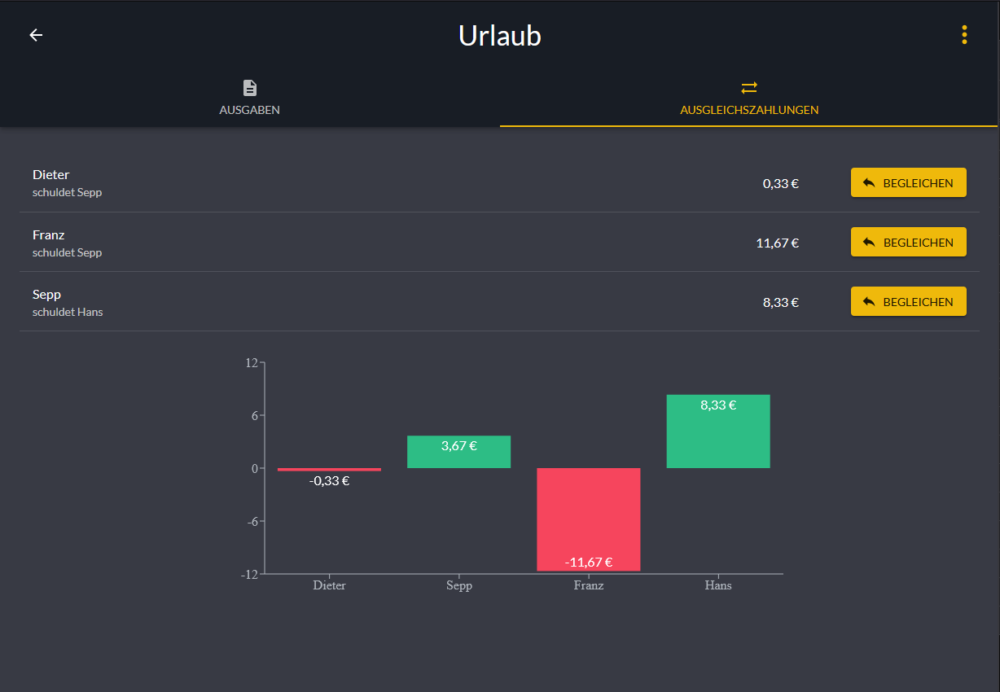 Urlaub
AUSGABEN
AUSGLEICHSZAHLUNGEN
Dieter
schuldet Sepp
0,33 €
BEGLEICHEN
Franz
schuldet Sepp
11,67 €
BEGLEICHEN
Sepp
schuldet Hans
8,33 €
BEGLEICHEN
12
6
0
-6
-12
-0,33 €
3,67 €
-11,67 €
8,33 €
Dieter
Sepp
Franz
Hans